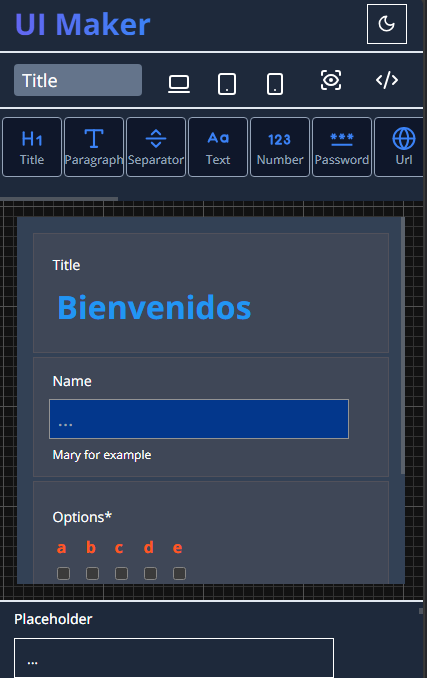 UI Maker
Title
H1 T Aa 123 ***
Title Paragraph Separator Text Number Password Url
Title
Bienvenidos
Name
...
Mary for example
Options*
a b c d e
Placeholder
...